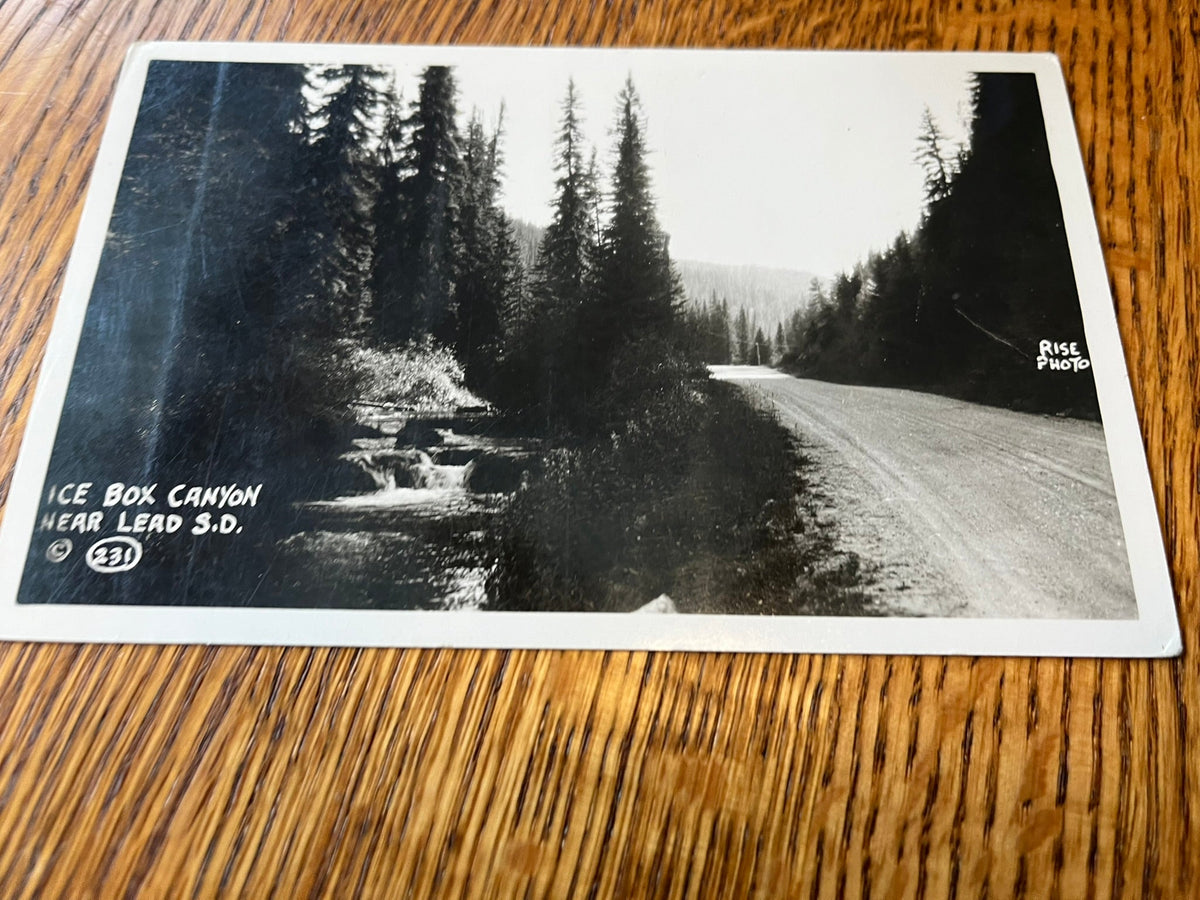 ICE BOX CANYON
NEAR LEAD S.D.
© 231
RISE
PHOTO